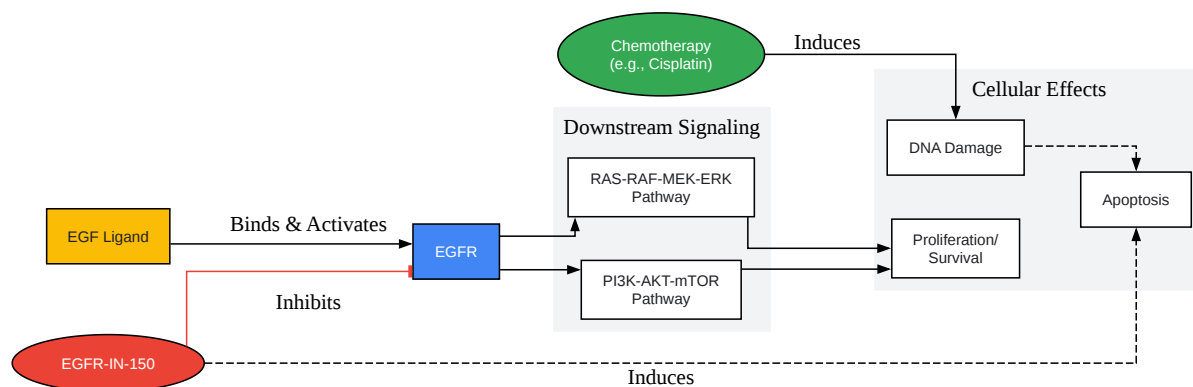 Chemotherapy
(e.g., Cisplatin)
Induces
Cellular Effects
Downstream Signaling
DNA Damage
RAS-RAF-MEK-ERK
Pathway
Apoptosis
EGF Ligand
Binds & Activates
EGFR
Proliferation/
Survival
PI3K-AKT-mTOR
Pathway
Inhibits
EGFR-IN-150
Induces